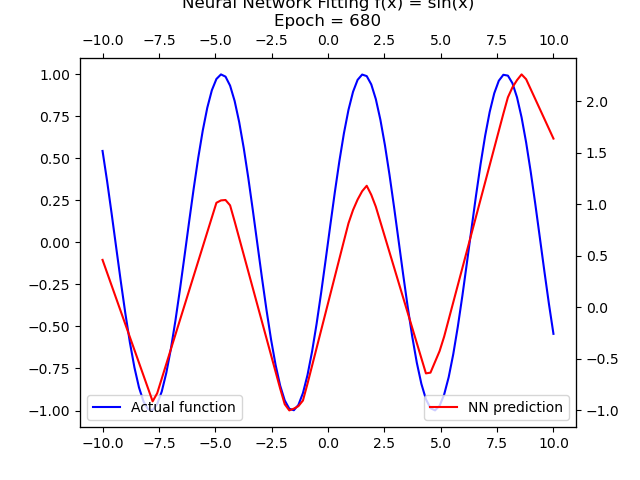 Neural Network Fitting f(x) = sin(x)
Epoch = 680
−10.0 −7.5 −5.0 −2.5 0.0 2.5 5.0 7.5 10.0
1.00
0.75
0.50
0.25
0.00
−0.25
−0.50
−0.75
−1.00
2.0
1.5
1.0
0.5
0.0
−0.5
−1.0
Actual function
NN prediction
−10.0 −7.5 −5.0 −2.5 0.0 2.5 5.0 7.5 10.0